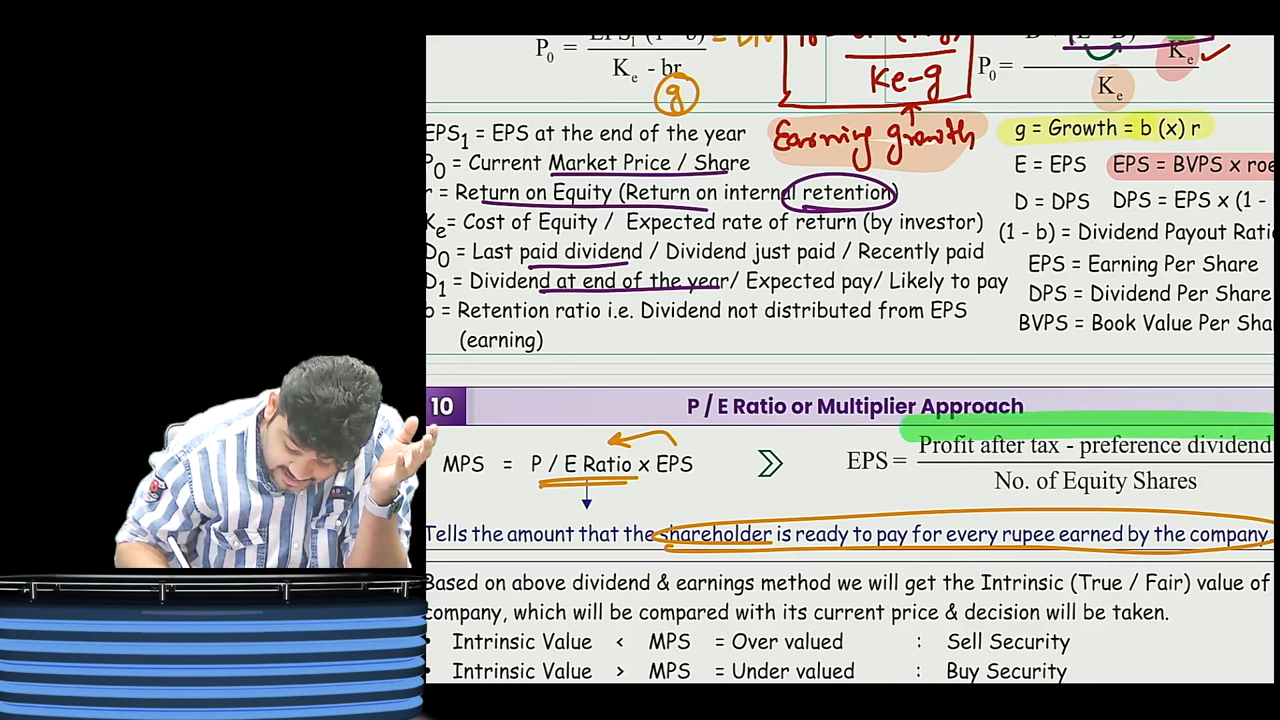 P0 =
Ke - br
g
Ke-g
P0 =
Ke
Ke
EPS1 = EPS at the end of the year
Earning growth
g = Growth = b (x) r
P0 = Current Market Price / Share
E = EPS EPS = BVPS x roe
r = Return on Equity (Return on internal retention)
D = DPS DPS = EPS x (1 -
Ke = Cost of Equity / Expected rate of return (by investor)
(1 - b) = Dividend Payout
D0 = Last paid dividend / Dividend just paid / Recently paid
EPS = Earning Per Share
D1 = Dividend at end of the year/ Expected pay/ Likely to pay
DPS = Dividend Per Share
b = Retention ratio i.e. Dividend not distributed from EPS
BVPS = Book Value Per
(earning)
10 P / E Ratio or Multiplier Approach
MPS = P / E Ratio x EPS
EPS = Profit after tax - preference dividend
No. of Equity Shares
Tells the amount that the shareholder is ready to pay for every rupee earned by the company
Based on above dividend & earnings method we will get the Intrinsic (True / Fair) value of
company, which will be compared with its current price & decision will be taken.
• Intrinsic Value < MPS = Over valued : Sell Security
• Intrinsic Value > MPS = Under valued : Buy Security